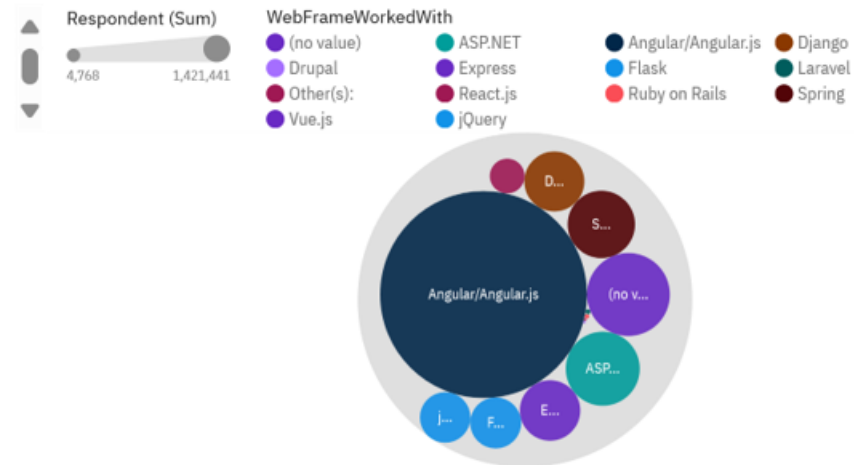 Respondent (Sum)
4,768 1,421,441
WebFrameWorkedWith
(no value) ASP.NET Angular/Angular.js Django
Drupal Express Flask Laravel
Other(s): React.js Ruby on Rails Spring
Vue.js jQuery
D...
S...
Angular/Angular.js
(no v...
ASP...
E...
j...
F...